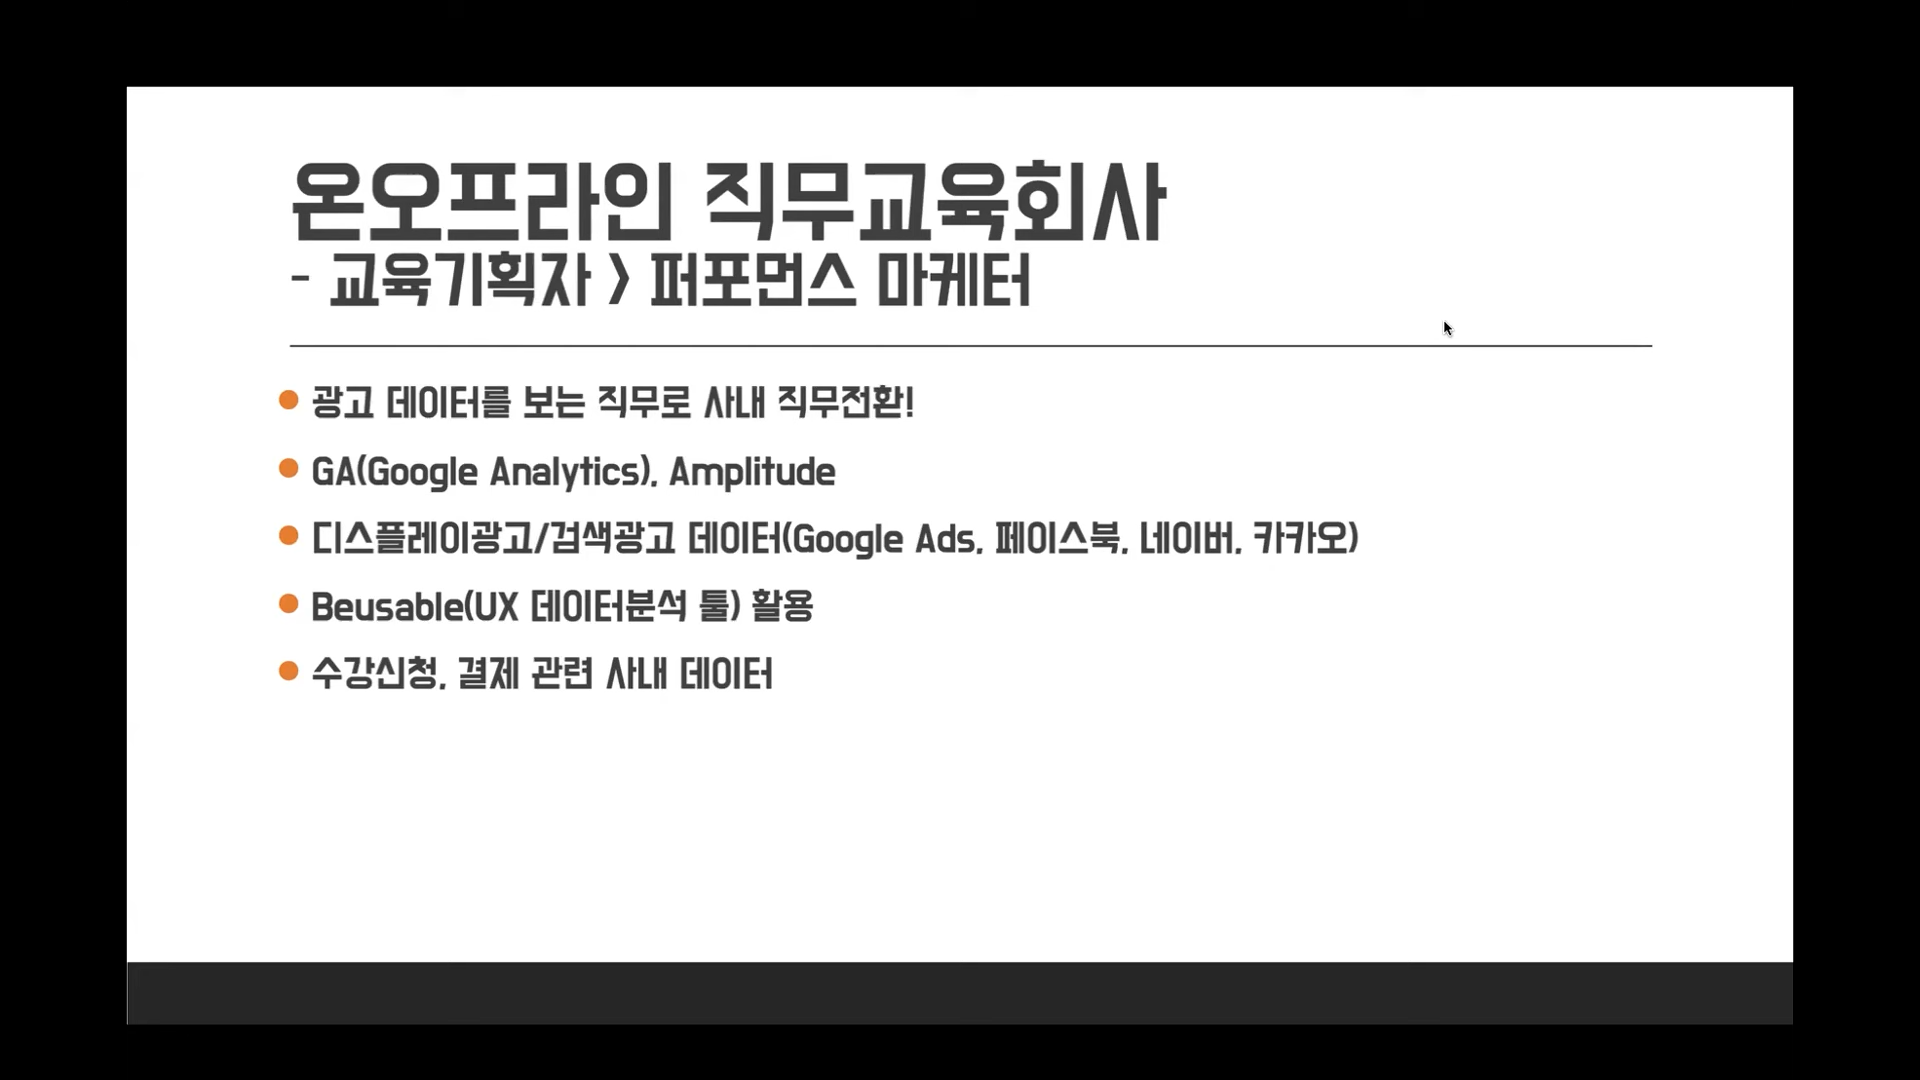 온오프라인 직무교육회사
- 교육기획자 > 퍼포먼스 마케터
광고 데이터를 보는 직무로 사내 직무전환!
GA(Google Analytics), Amplitude
디스플레이광고/검색광고 데이터(Google Ads, 페이스북, 네이버, 카카오)
Beusable(UX 데이터분석 툴) 활용
수강신청, 결제 관련 사내 데이터